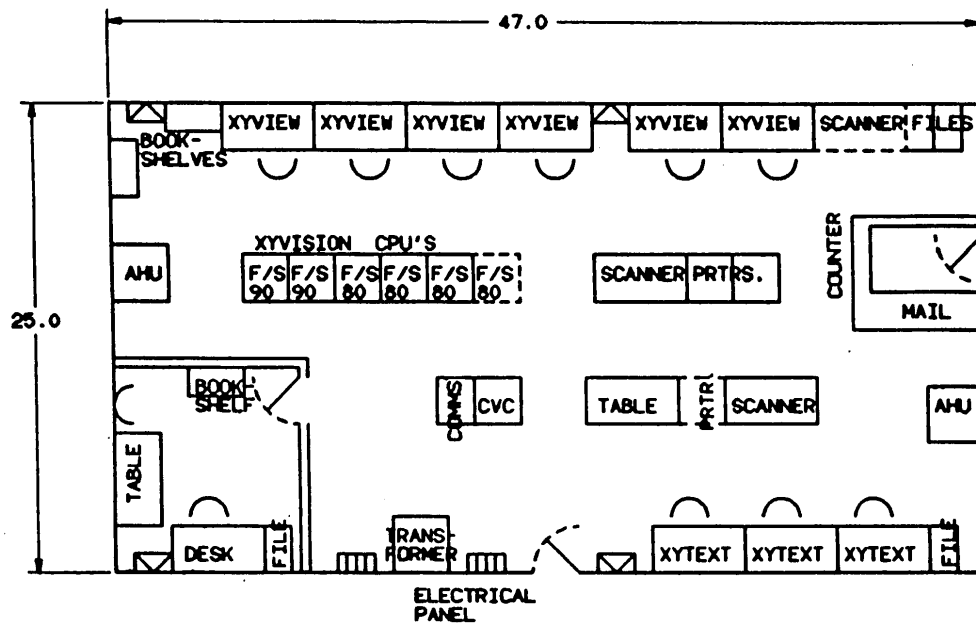 47.0
XYVIEW XYVIEW XYVIEW XYVIEW XYVIEW XYVIEW SCANNER FILES
BOOK-
SHELVES
XYVISION CPU'S
COUNTER
AHU
F/S F/S F/S F/S F/S F/S
90 90 80 80 80 80
SCANNER PRTRS.
MAIL
25.0
BOOK-
SHELF
COMMS
CVC
TABLE
PRTR
SCANNER
AHU
TABLE
DESK
FILE
TRANS-
FORMER
XYTEXT XYTEXT XYTEXT
FILE
ELECTRICAL
PANEL